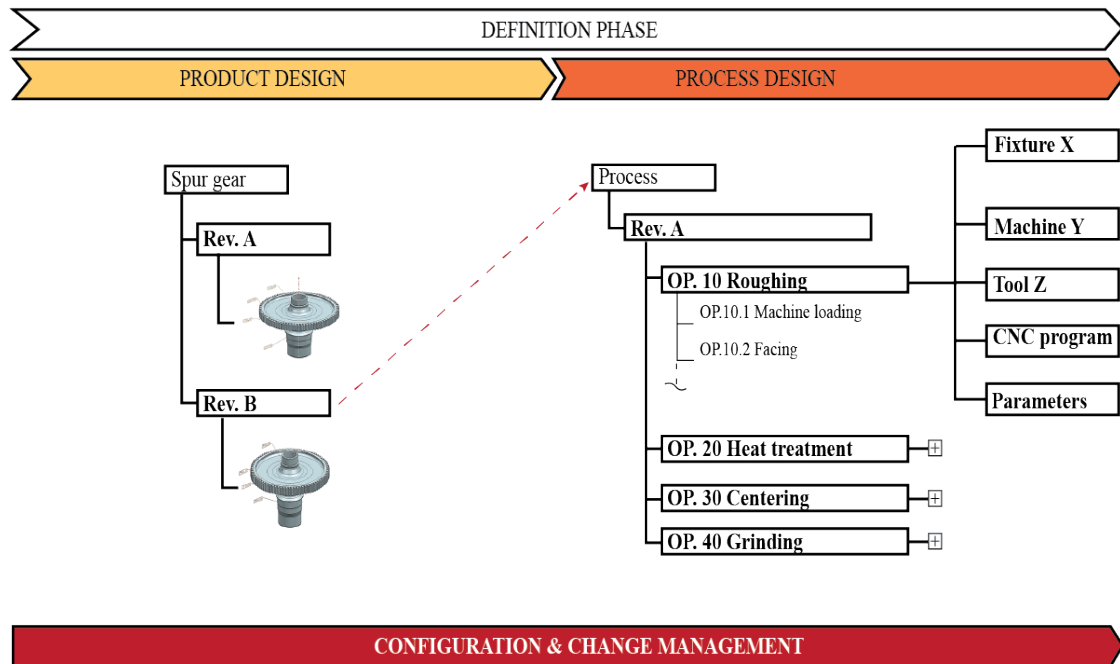 DEFINITION PHASE
PRODUCT DESIGN
PROCESS DESIGN
Spur gear
Rev. A
Rev. B
Process
Rev. A
OP. 10 Roughing
OP.10.1 Machine loading
OP.10.2 Facing
OP. 20 Heat treatment
OP. 30 Centering
OP. 40 Grinding
Fixture X
Machine Y
Tool Z
CNC program
Parameters
CONFIGURATION & CHANGE MANAGEMENT